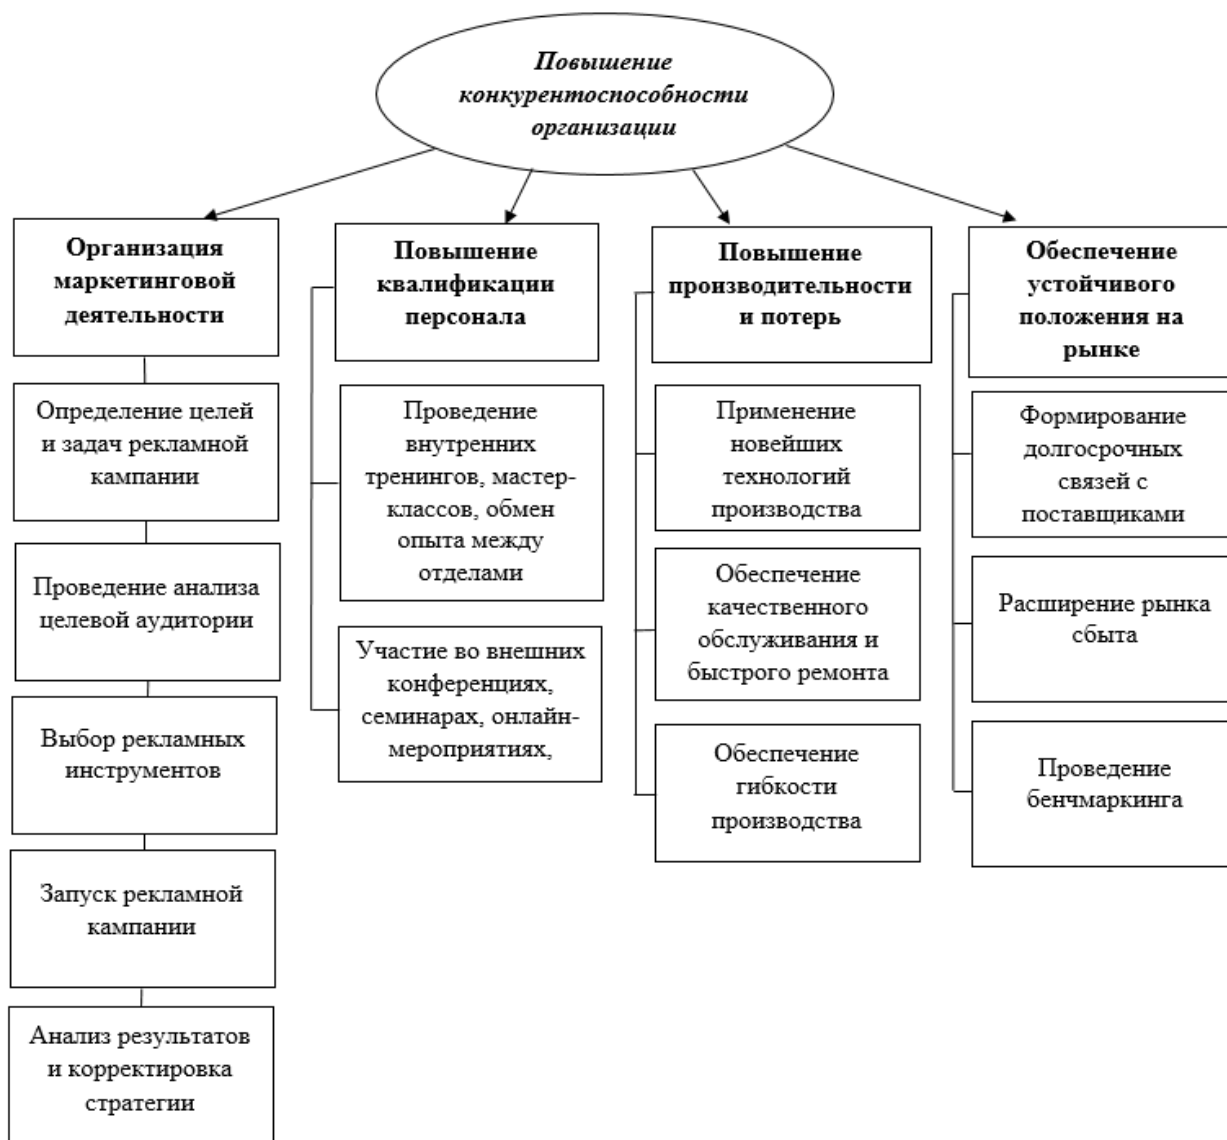 Повышение
конкурентоспособности
организации
Организация
маркетинговой
деятельности
Определение целей
и задач рекламной
кампании
Проведение анализа
целевой аудитории
Выбор рекламных
инструментов
Запуск рекламной
кампании
Анализ результатов
и корректировка
стратегии
Повышение
квалификации
персонала
Проведение
внутренних
тренингов, мастер-
классов, обмен
опыта между
отделами
Участие во внешних
конференциях,
семинарах, онлайн-
мероприятиях,
Повышение
производительности
и потерь
Применение
новейших
технологий
производства
Обеспечение
качественного
обслуживания и
быстрого ремонта
Обеспечение
гибкости
производства
Обеспечение
устойчивого
положения на
рынке
Формирование
долгосрочных
связей с
поставщиками
Расширение рынка
сбыта
Проведение
бенчмаркинга